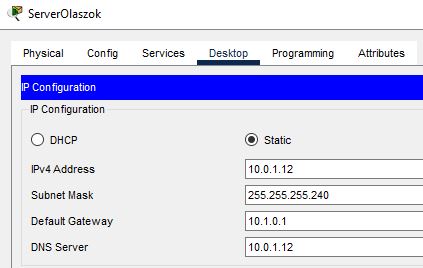 ServerOlaszok
Physical Config Services Desktop Programming Attributes
IP Configuration
IP Configuration
DHCP Static
IPv4 Address 10.0.1.12
Subnet Mask 255.255.255.240
Default Gateway 10.1.0.1
DNS Server 10.0.1.12